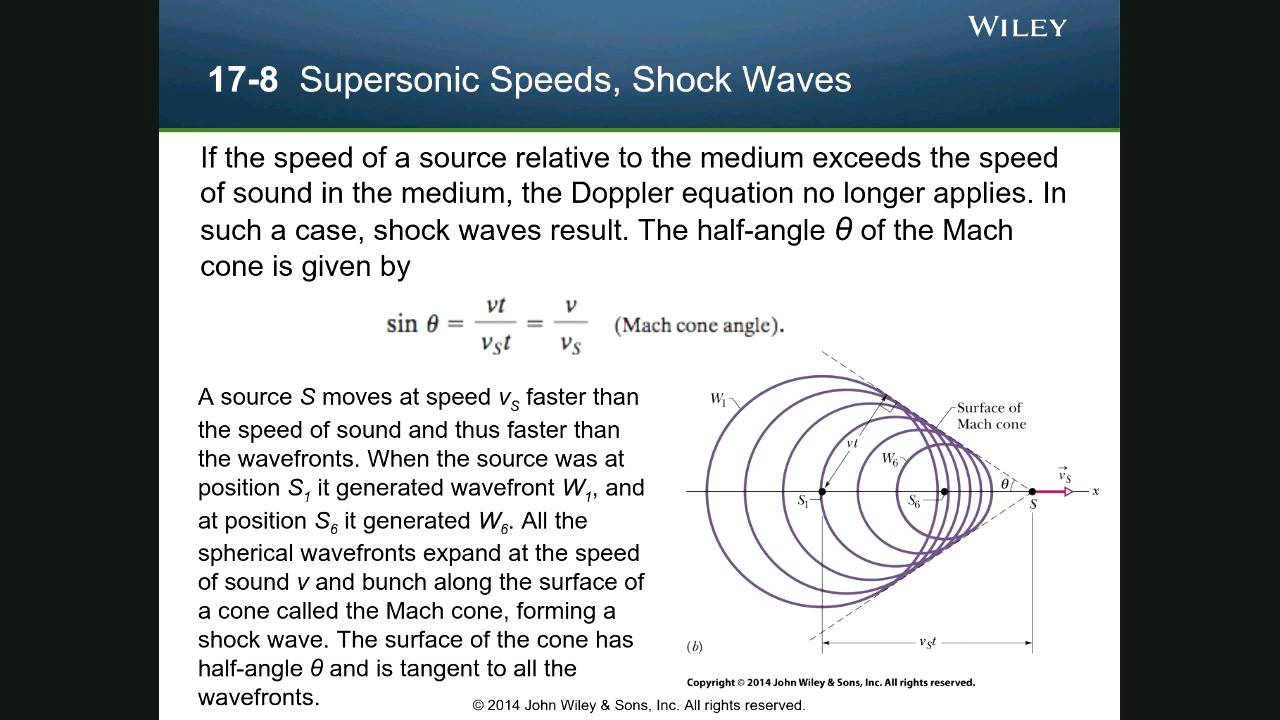 WILEY
17-8 Supersonic Speeds, Shock Waves
If the speed of a source relative to the medium exceeds the speed
of sound in the medium, the Doppler equation no longer applies. In
such a case, shock waves result. The half-angle θ of the Mach
cone is given by
sin θ = vt / v_S t = v / v_S (Mach cone angle).
A source S moves at speed v_S faster than
the speed of sound and thus faster than
the wavefronts. When the source was at
position S_1 it generated wavefront W_1, and
at position S_6 it generated W_6. All the
spherical wavefronts expand at the speed
of sound v and bunch along the surface of
a cone called the Mach cone, forming a
shock wave. The surface of the cone has
half-angle θ and is tangent to all the
wavefronts.
W_1
Surface of
Mach cone
vt
W_6
θ
v_S
x
S_1
S_6
S
v_S t
(b)
Copyright © 2014 John Wiley & Sons, Inc. All rights reserved.
© 2014 John Wiley & Sons, Inc. All rights reserved.